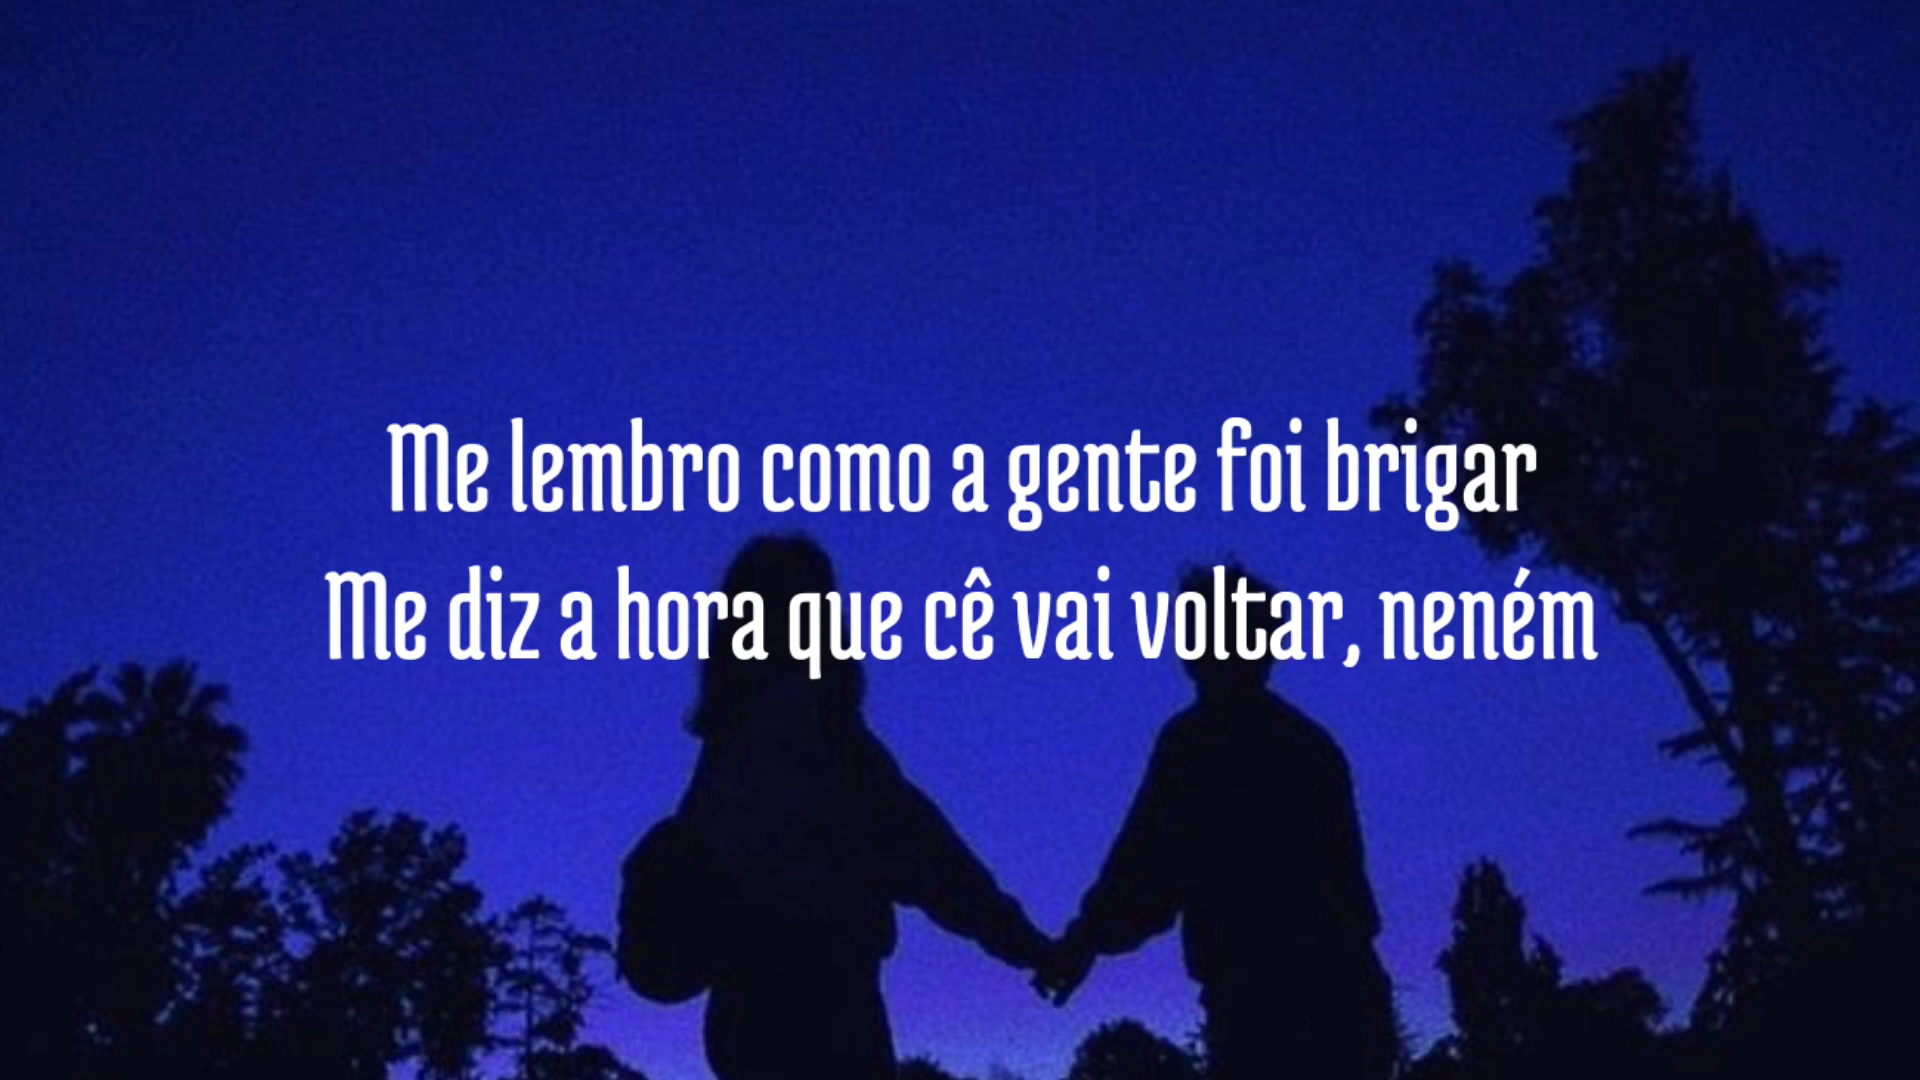 Me lembro como a gente foi brigar
Me diz a hora que cê vai voltar, neném